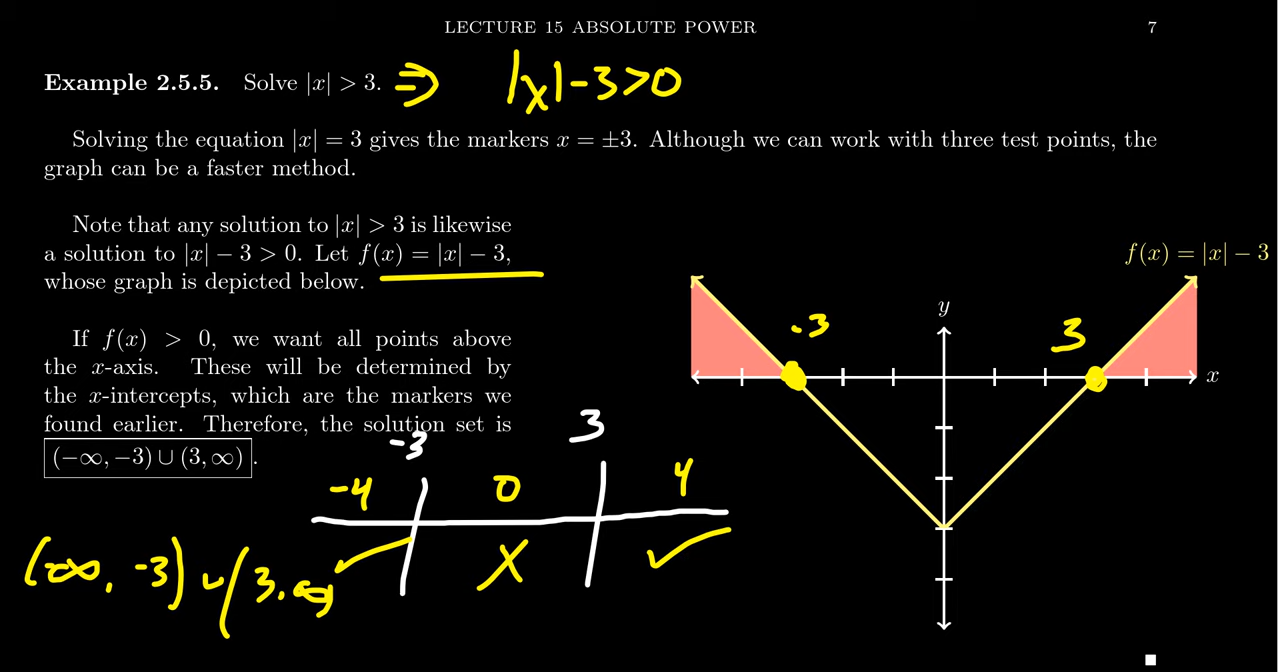 LECTURE 15 ABSOLUTE POWER 7
Example 2.5.5. Solve |x| > 3. ⇒ |x|-3>0
Solving the equation |x| = 3 gives the markers x = ±3. Although we can work with three test points, the
graph can be a faster method.
Note that any solution to |x| > 3 is likewise
a solution to |x| − 3 > 0. Let f(x) = |x| − 3,
whose graph is depicted below.
If f(x) > 0, we want all points above
the x-axis. These will be determined by
the x-intercepts, which are the markers we
found earlier. Therefore, the solution set is
(−∞, −3) ∪ (3, ∞).
-3 3
-4 0 4
✓ X ✓
(-∞, -3) ∪ (3, ∞)
f(x) = |x| − 3
y
-3 3
x